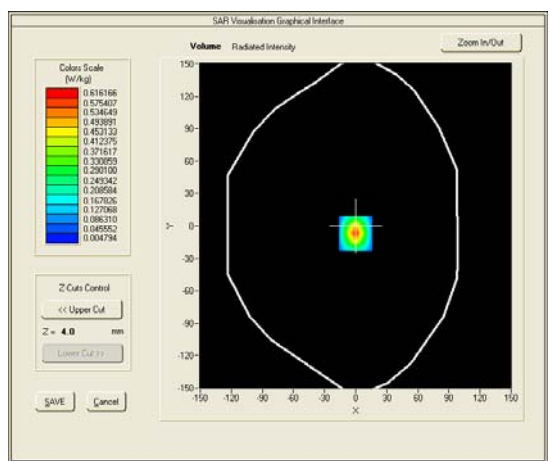 SAR Visualisation Graphical Interface
Volume Radiated Intensity
Zoom In/Out
Colors Scale
(W/kg)
0.616166
0.575407
0.534649
0.493891
0.453133
0.412375
0.371617
0.330859
0.290100
0.249342
0.208584
0.167826
0.127068
0.086310
0.045552
0.004794
Z Cuts Control
<< Upper Cut
Z = 4.0 mm
Lower Cut >>
SAVE
Cancel
150
120
90
60
30
0
-30
-60
-90
-120
-150
Y
-150 -120 -90 -60 -30 0 30 60 90 120 150
X